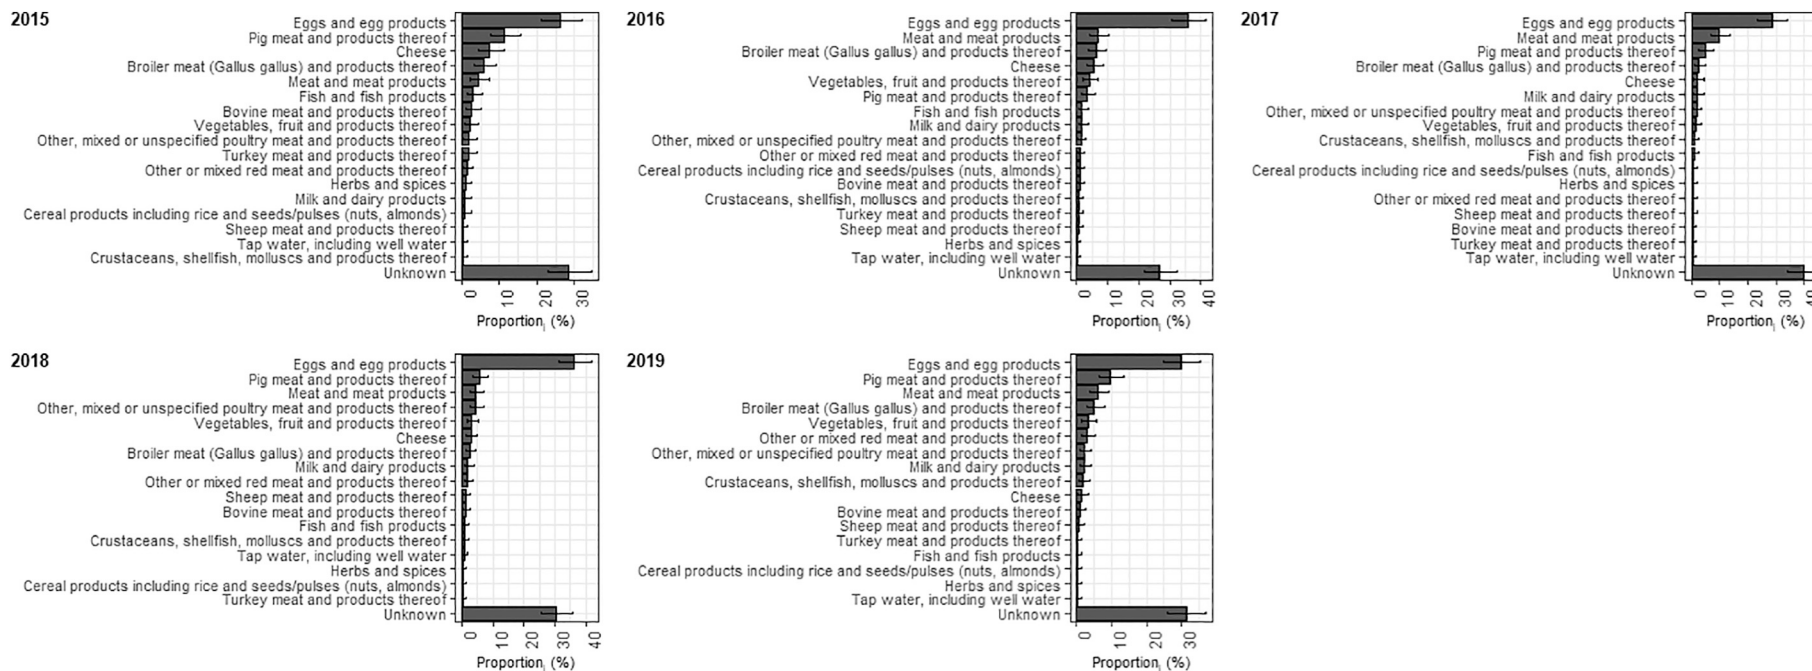 2015
Eggs and egg products
Pig meat and products thereof
Cheese
Broiler meat (Gallus gallus) and products thereof
Meat and meat products
Fish and fish products
Bovine meat and products thereof
Vegetables, fruit and products thereof
Other, mixed or unspecified poultry meat and products thereof
Turkey meat and products thereof
Other or mixed red meat and products thereof
Herbs and spices
Milk and dairy products
Cereal products including rice and seeds/pulses (nuts, almonds)
Sheep meat and products thereof
Tap water, including well water
Crustaceans, shellfish, molluscs and products thereof
Unknown
0 10 20 30
Proportionⱼ (%)
2016
Eggs and egg products
Meat and meat products
Broiler meat (Gallus gallus) and products thereof
Cheese
Vegetables, fruit and products thereof
Pig meat and products thereof
Fish and fish products
Milk and dairy products
Other, mixed or unspecified poultry meat and products thereof
Other or mixed red meat and products thereof
Cereal products including rice and seeds/pulses (nuts, almonds)
Bovine meat and products thereof
Crustaceans, shellfish, molluscs and products thereof
Turkey meat and products thereof
Sheep meat and products thereof
Herbs and spices
Tap water, including well water
Unknown
0 10 20 30 40
Proportionⱼ (%)
2017
Eggs and egg products
Meat and meat products
Pig meat and products thereof
Broiler meat (Gallus gallus) and products thereof
Cheese
Milk and dairy products
Other, mixed or unspecified poultry meat and products thereof
Vegetables, fruit and products thereof
Crustaceans, shellfish, molluscs and products thereof
Fish and fish products
Cereal products including rice and seeds/pulses (nuts, almonds)
Herbs and spices
Other or mixed red meat and products thereof
Sheep meat and products thereof
Bovine meat and products thereof
Turkey meat and products thereof
Tap water, including well water
Unknown
0 10 20 30 40
Proportionⱼ (%)
2018
Eggs and egg products
Pig meat and products thereof
Meat and meat products
Other, mixed or unspecified poultry meat and products thereof
Vegetables, fruit and products thereof
Cheese
Broiler meat (Gallus gallus) and products thereof
Milk and dairy products
Other or mixed red meat and products thereof
Sheep meat and products thereof
Bovine meat and products thereof
Fish and fish products
Crustaceans, shellfish, molluscs and products thereof
Tap water, including well water
Herbs and spices
Cereal products including rice and seeds/pulses (nuts, almonds)
Turkey meat and products thereof
Unknown
0 10 20 30 40
Proportionⱼ (%)
2019
Eggs and egg products
Pig meat and products thereof
Meat and meat products
Broiler meat (Gallus gallus) and products thereof
Vegetables, fruit and products thereof
Other or mixed red meat and products thereof
Other, mixed or unspecified poultry meat and products thereof
Milk and dairy products
Crustaceans, shellfish, molluscs and products thereof
Cheese
Bovine meat and products thereof
Sheep meat and products thereof
Turkey meat and products thereof
Fish and fish products
Cereal products including rice and seeds/pulses (nuts, almonds)
Herbs and spices
Tap water, including well water
Unknown
0 10 20 30
Proportionⱼ (%)